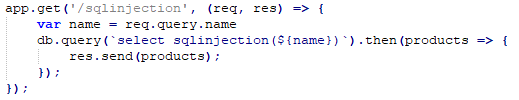 app.get('/sqlinjection', (req, res) => {
    var name = req.query.name
    db.query(`select sqlinjection(${name})`).then(products => {
        res.send(products);
    });
});